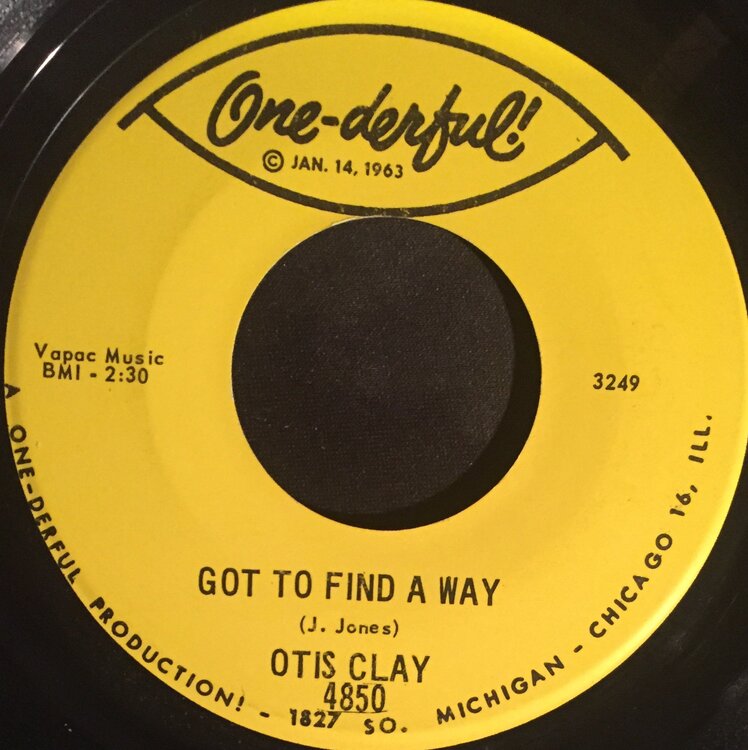 One-derful!
© JAN. 14, 1963
Vapac Music
BMI - 2:30
3249
GOT TO FIND A WAY
(J. Jones)
OTIS CLAY
4850
A ONE-DERFUL PRODUCTION! - 1827 SO. MICHIGAN - CHICAGO 16, ILL.